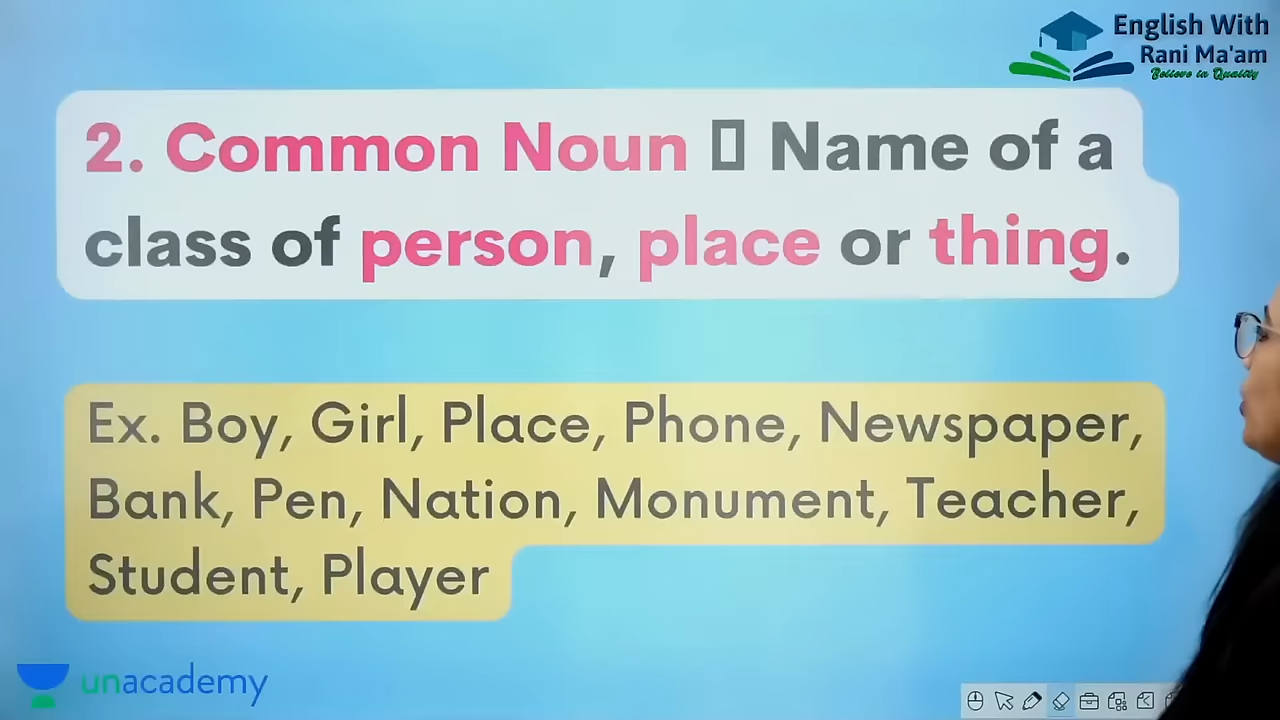 English With
Rani Ma'am
Believe in Quality
2. Common Noun ▯ Name of a
class of person, place or thing.
Ex. Boy, Girl, Place, Phone, Newspaper,
Bank, Pen, Nation, Monument, Teacher,
Student, Player
unacademy